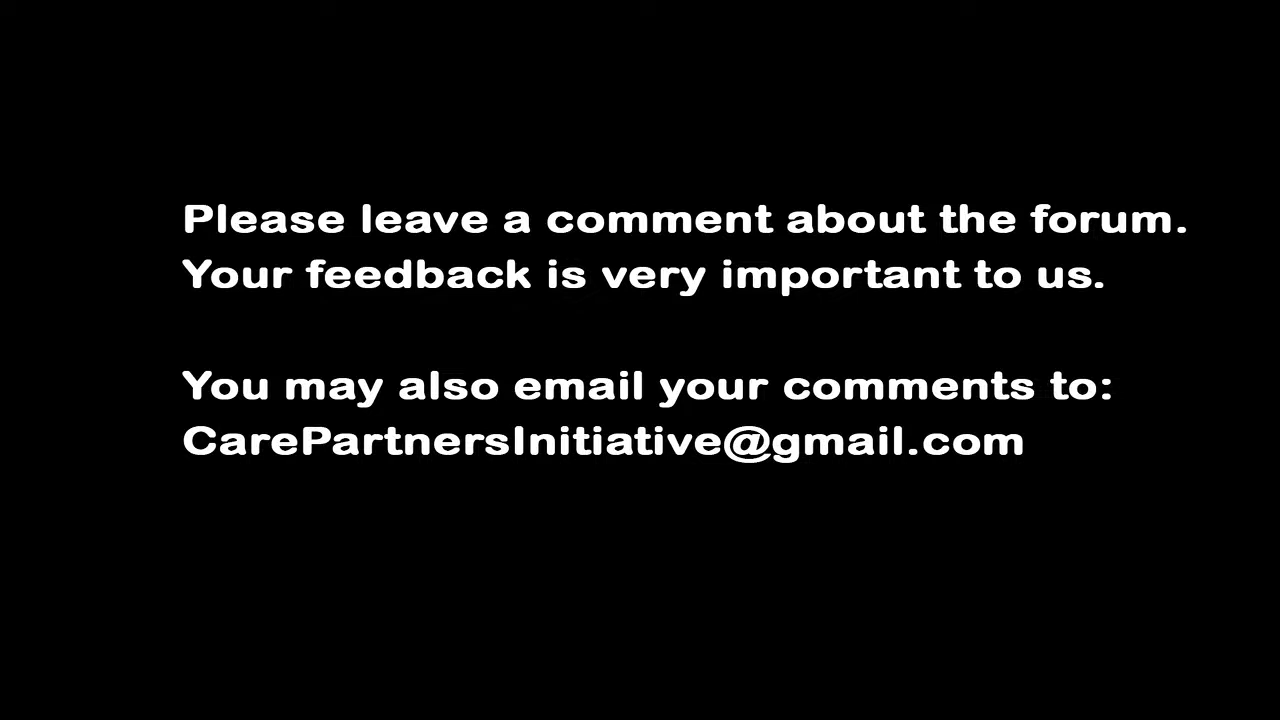 Please leave a comment about the forum.
Your feedback is very important to us.
You may also email your comments to:
CarePartnersInitiative@gmail.com